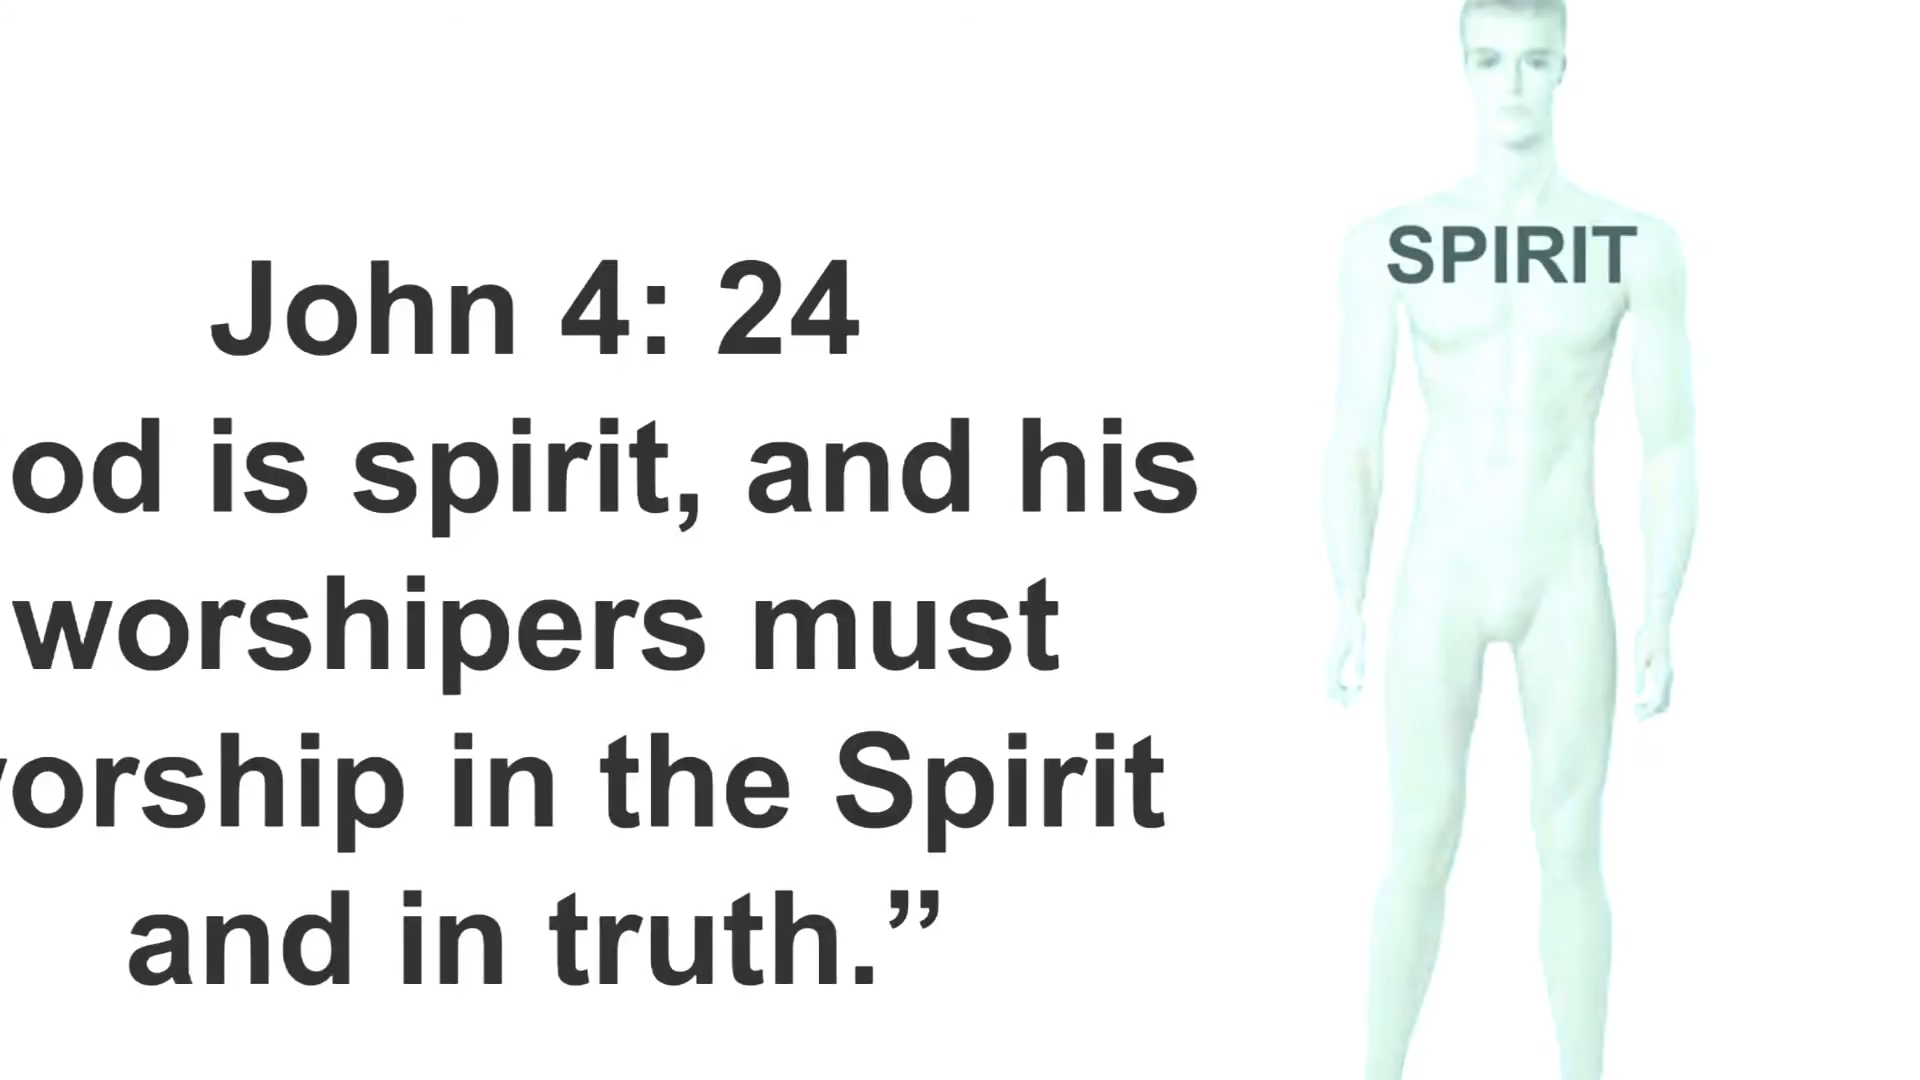 John 4: 24
od is spirit, and his
worshipers must
orship in the Spirit
and in truth.”
SPIRIT